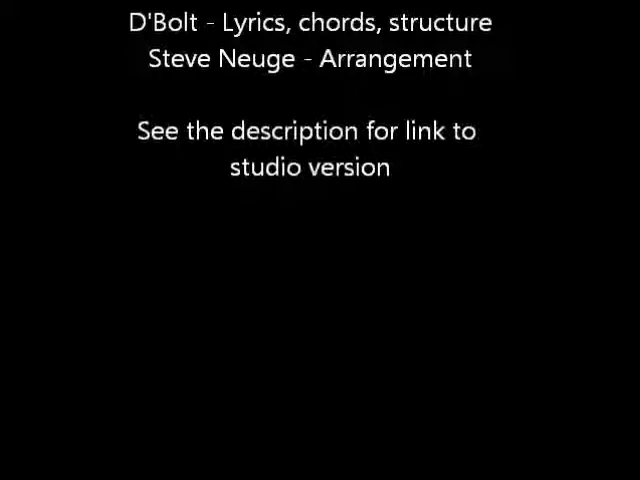 D'Bolt - Lyrics, chords, structure
Steve Neuge - Arrangement
See the description for link to
studio version